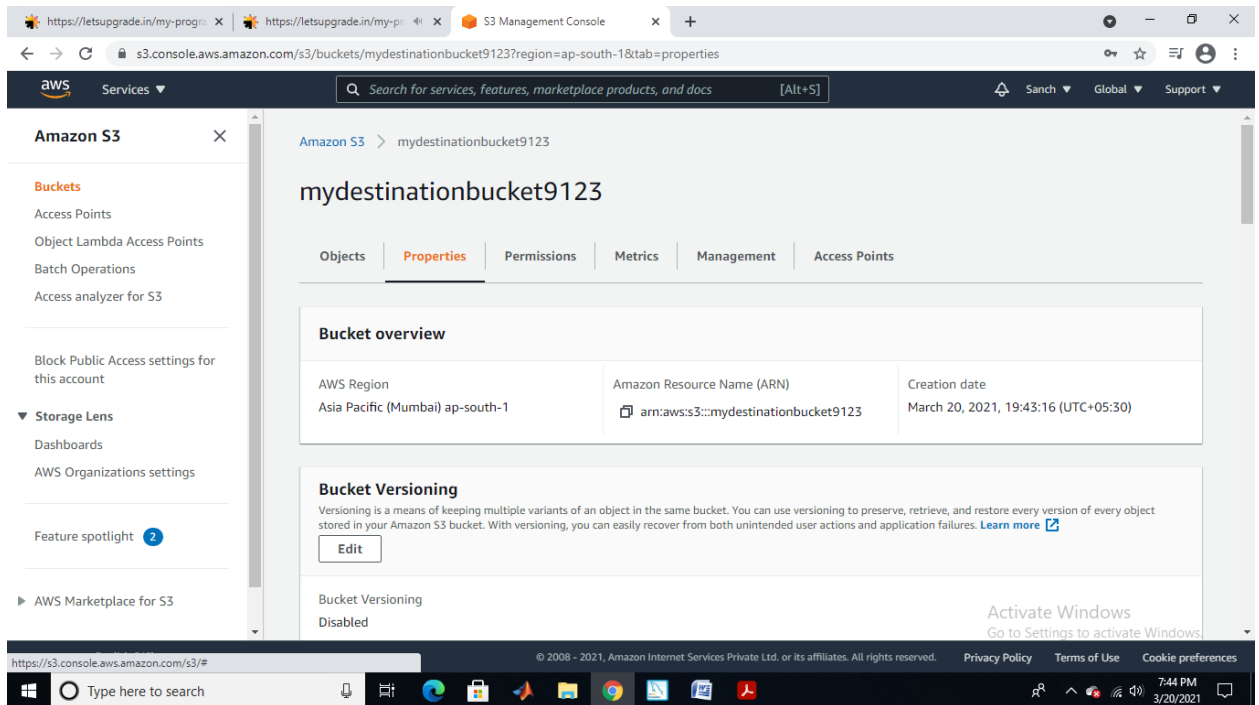 https://letsupgrade.in/my-progra
https://letsupgrade.in/my-pr
S3 Management Console
s3.console.aws.amazon.com/s3/buckets/mydestinationbucket9123?region=ap-south-1&tab=properties
aws
Services
Search for services, features, marketplace products, and docs [Alt+S]
Sanch
Global
Support
Amazon S3
Buckets
Access Points
Object Lambda Access Points
Batch Operations
Access analyzer for S3
Block Public Access settings for
this account
Storage Lens
Dashboards
AWS Organizations settings
Feature spotlight 2
AWS Marketplace for S3
Amazon S3 > mydestinationbucket9123
mydestinationbucket9123
Objects Properties Permissions Metrics Management Access Points
Bucket overview
AWS Region
Asia Pacific (Mumbai) ap-south-1
Amazon Resource Name (ARN)
arn:aws:s3:::mydestinationbucket9123
Creation date
March 20, 2021, 19:43:16 (UTC+05:30)
Bucket Versioning
Versioning is a means of keeping multiple variants of an object in the same bucket. You can use versioning to preserve, retrieve, and restore every version of every object
stored in your Amazon S3 bucket. With versioning, you can easily recover from both unintended user actions and application failures. Learn more
Edit
Bucket Versioning
Disabled
Activate Windows
Go to Settings to activate Windows.
https://s3.console.aws.amazon.com/s3/#
© 2008 - 2021, Amazon Internet Services Private Ltd. or its affiliates. All rights reserved.
Privacy Policy Terms of Use Cookie preferences
Type here to search
7:44 PM
3/20/2021